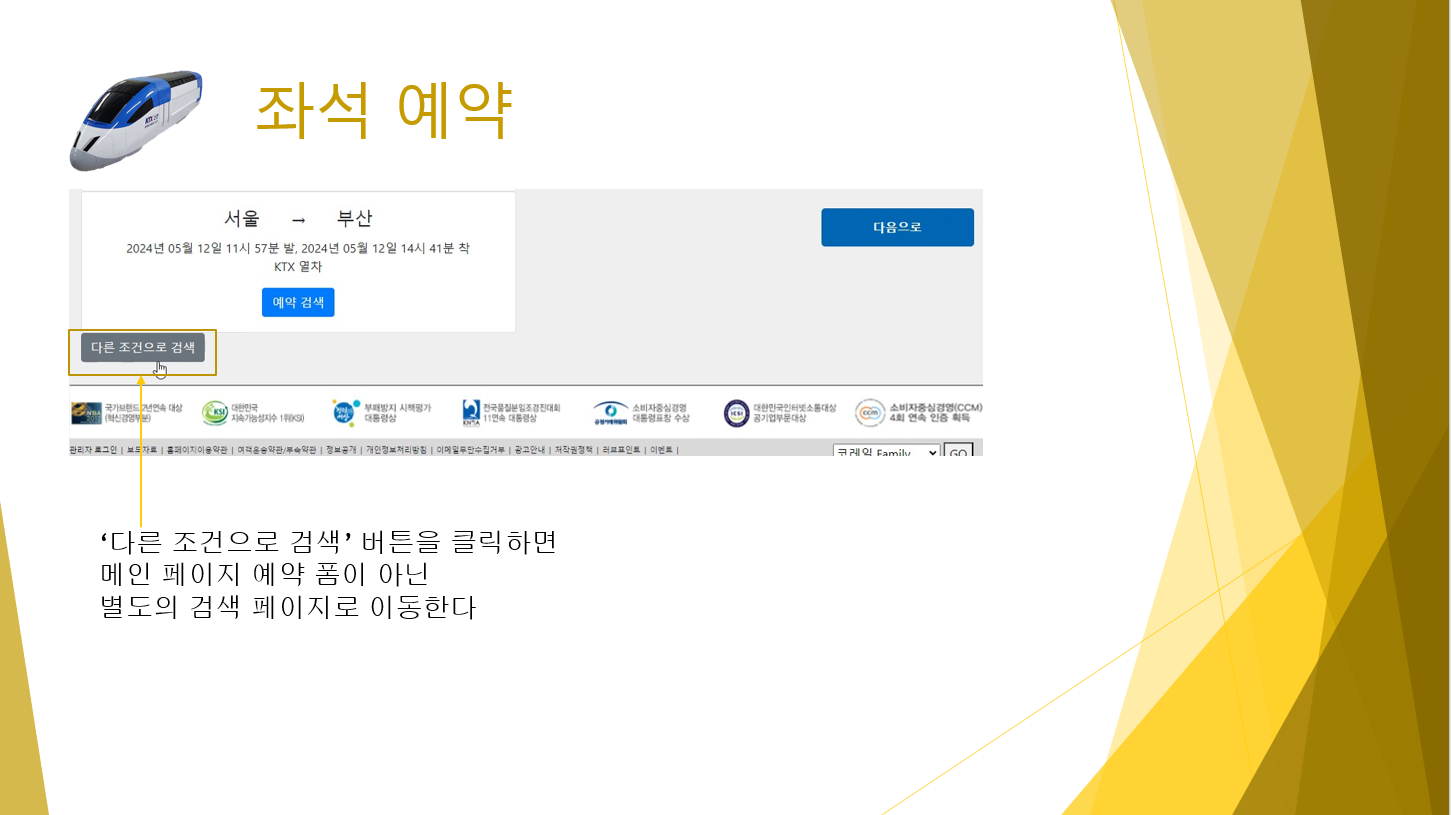 좌석 예약
서울 → 부산
다음으로
2024년 05월 12일 11시 57분 발, 2024년 05월 12일 14시 41분 착
KTX 열차
예약 검색
다른 조건으로 검색
국가브랜드 2년연속 대상
(혁신경영부문)
KSI
대한민국
지속가능성지수 1위(KSI)
부패방지 시책평가
대통령상
전국품질분임조경진대회
11연속 대통령상
소비자중심경영
대통령표창 수상
대한민국인터넷소통대상
공기업부문대상
ccm
소비자중심경영(CCM)
4회 연속 인증 획득
관리자 로그인 | 보도자료 | 홈페이지이용약관 | 여객운송약관/부속약관 | 정보공개 | 개인정보처리방침 | 이메일무단수집거부 | 광고안내 | 저작권정책 | 러프포인트 | 이벤트 |
코레일 Family GO
‘다른 조건으로 검색’ 버튼을 클릭하면
메인 페이지 예약 폼이 아닌
별도의 검색 페이지로 이동한다